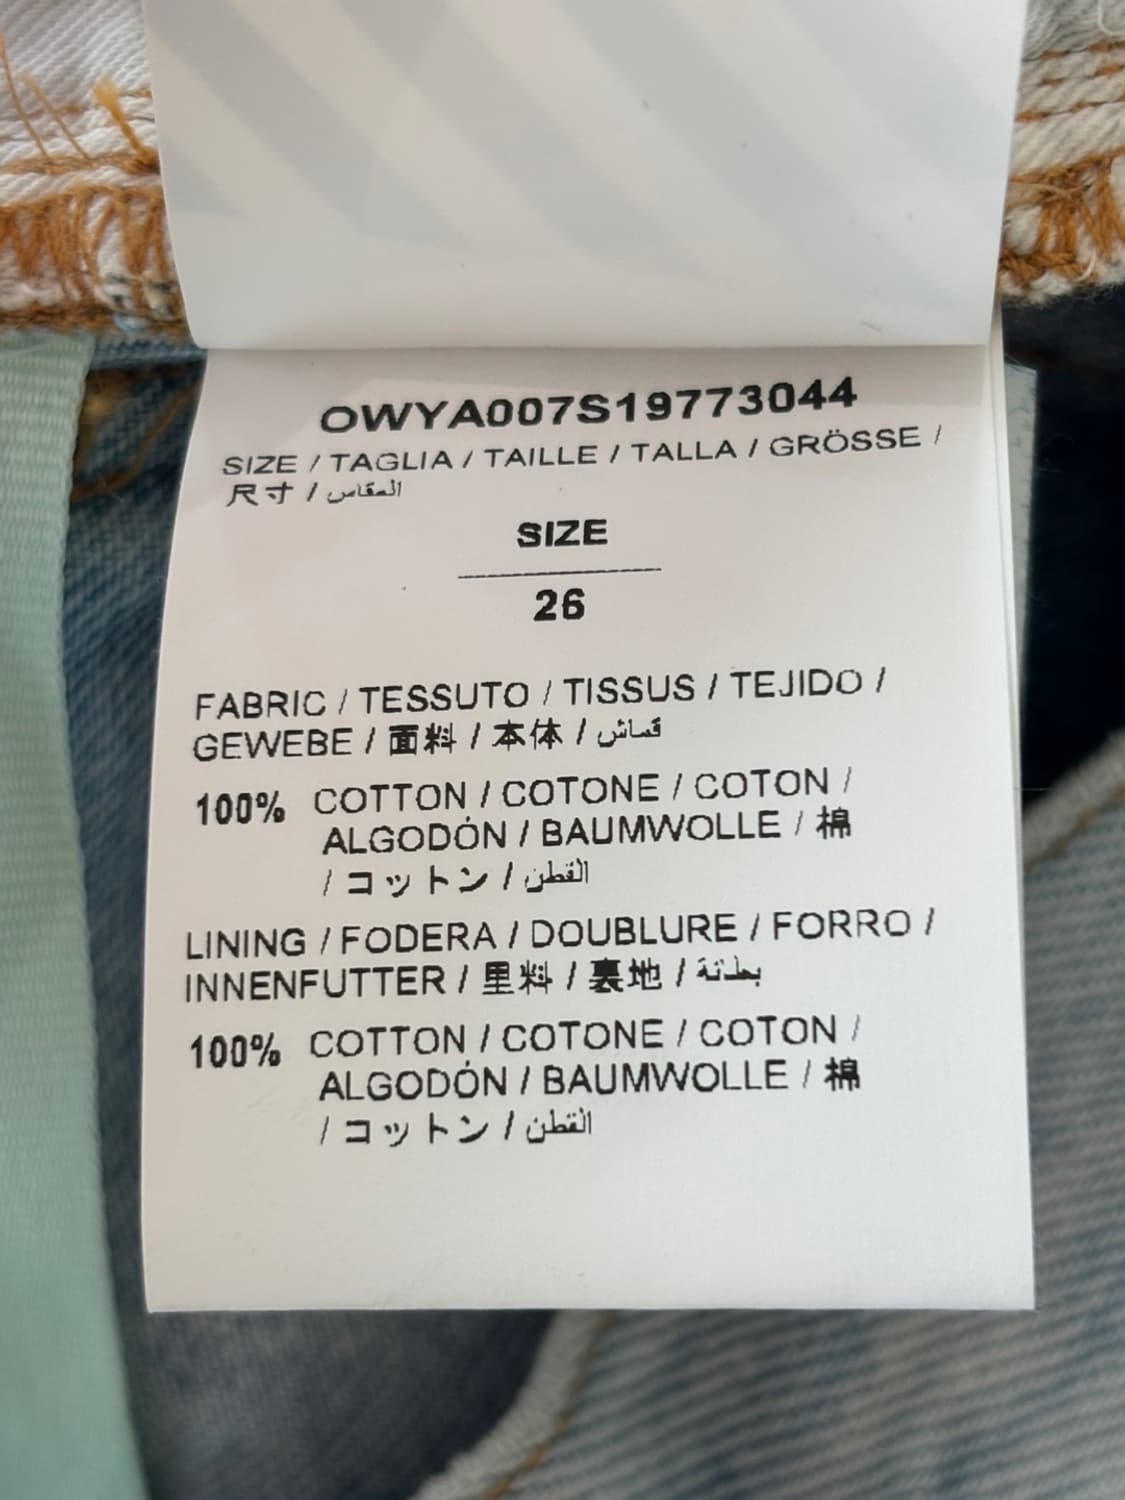 OWYA007S19773044
SIZE / TAGLIA / TAILLE / TALLA / GRÖSSE /
尺寸 / المقاس
SIZE
26
FABRIC / TESSUTO / TISSUS / TEJIDO /
GEWEBE / 面料 / 本体 / قماش
100% COTTON / COTONE / COTON /
ALGODÓN / BAUMWOLLE / 棉
/ コットン / القطن
LINING / FODERA / DOUBLURE / FORRO /
INNENFUTTER / 里料 / 裏地 / بطانة
100% COTTON / COTONE / COTON /
ALGODÓN / BAUMWOLLE / 棉
/ コットン / القطن